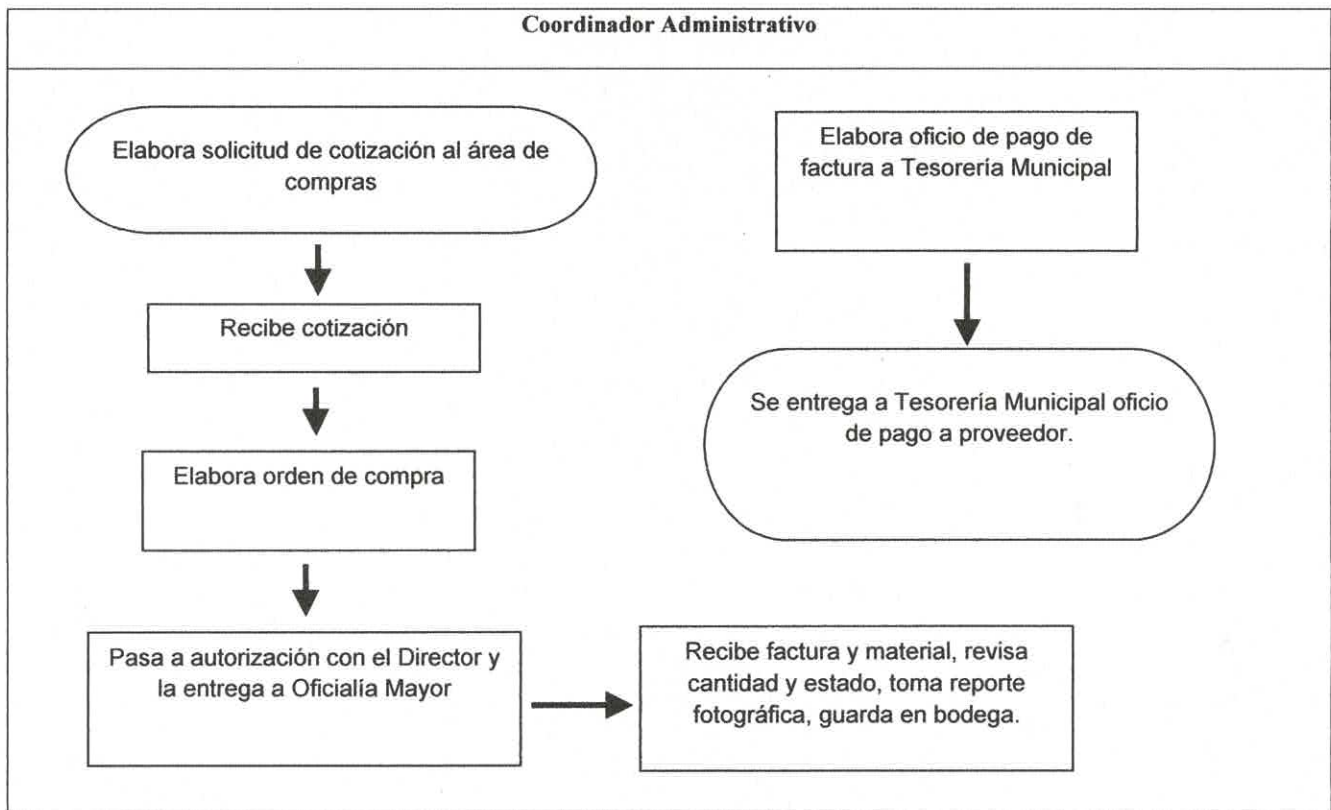 Coordinador Administrativo
Elabora solicitud de cotización al área de
compras
Recibe cotización
Elabora orden de compra
Pasa a autorización con el Director y
la entrega a Oficialía Mayor
Recibe factura y material, revisa
cantidad y estado, toma reporte
fotográfica, guarda en bodega.
Elabora oficio de pago de
factura a Tesorería Municipal
Se entrega a Tesorería Municipal oficio
de pago a proveedor.